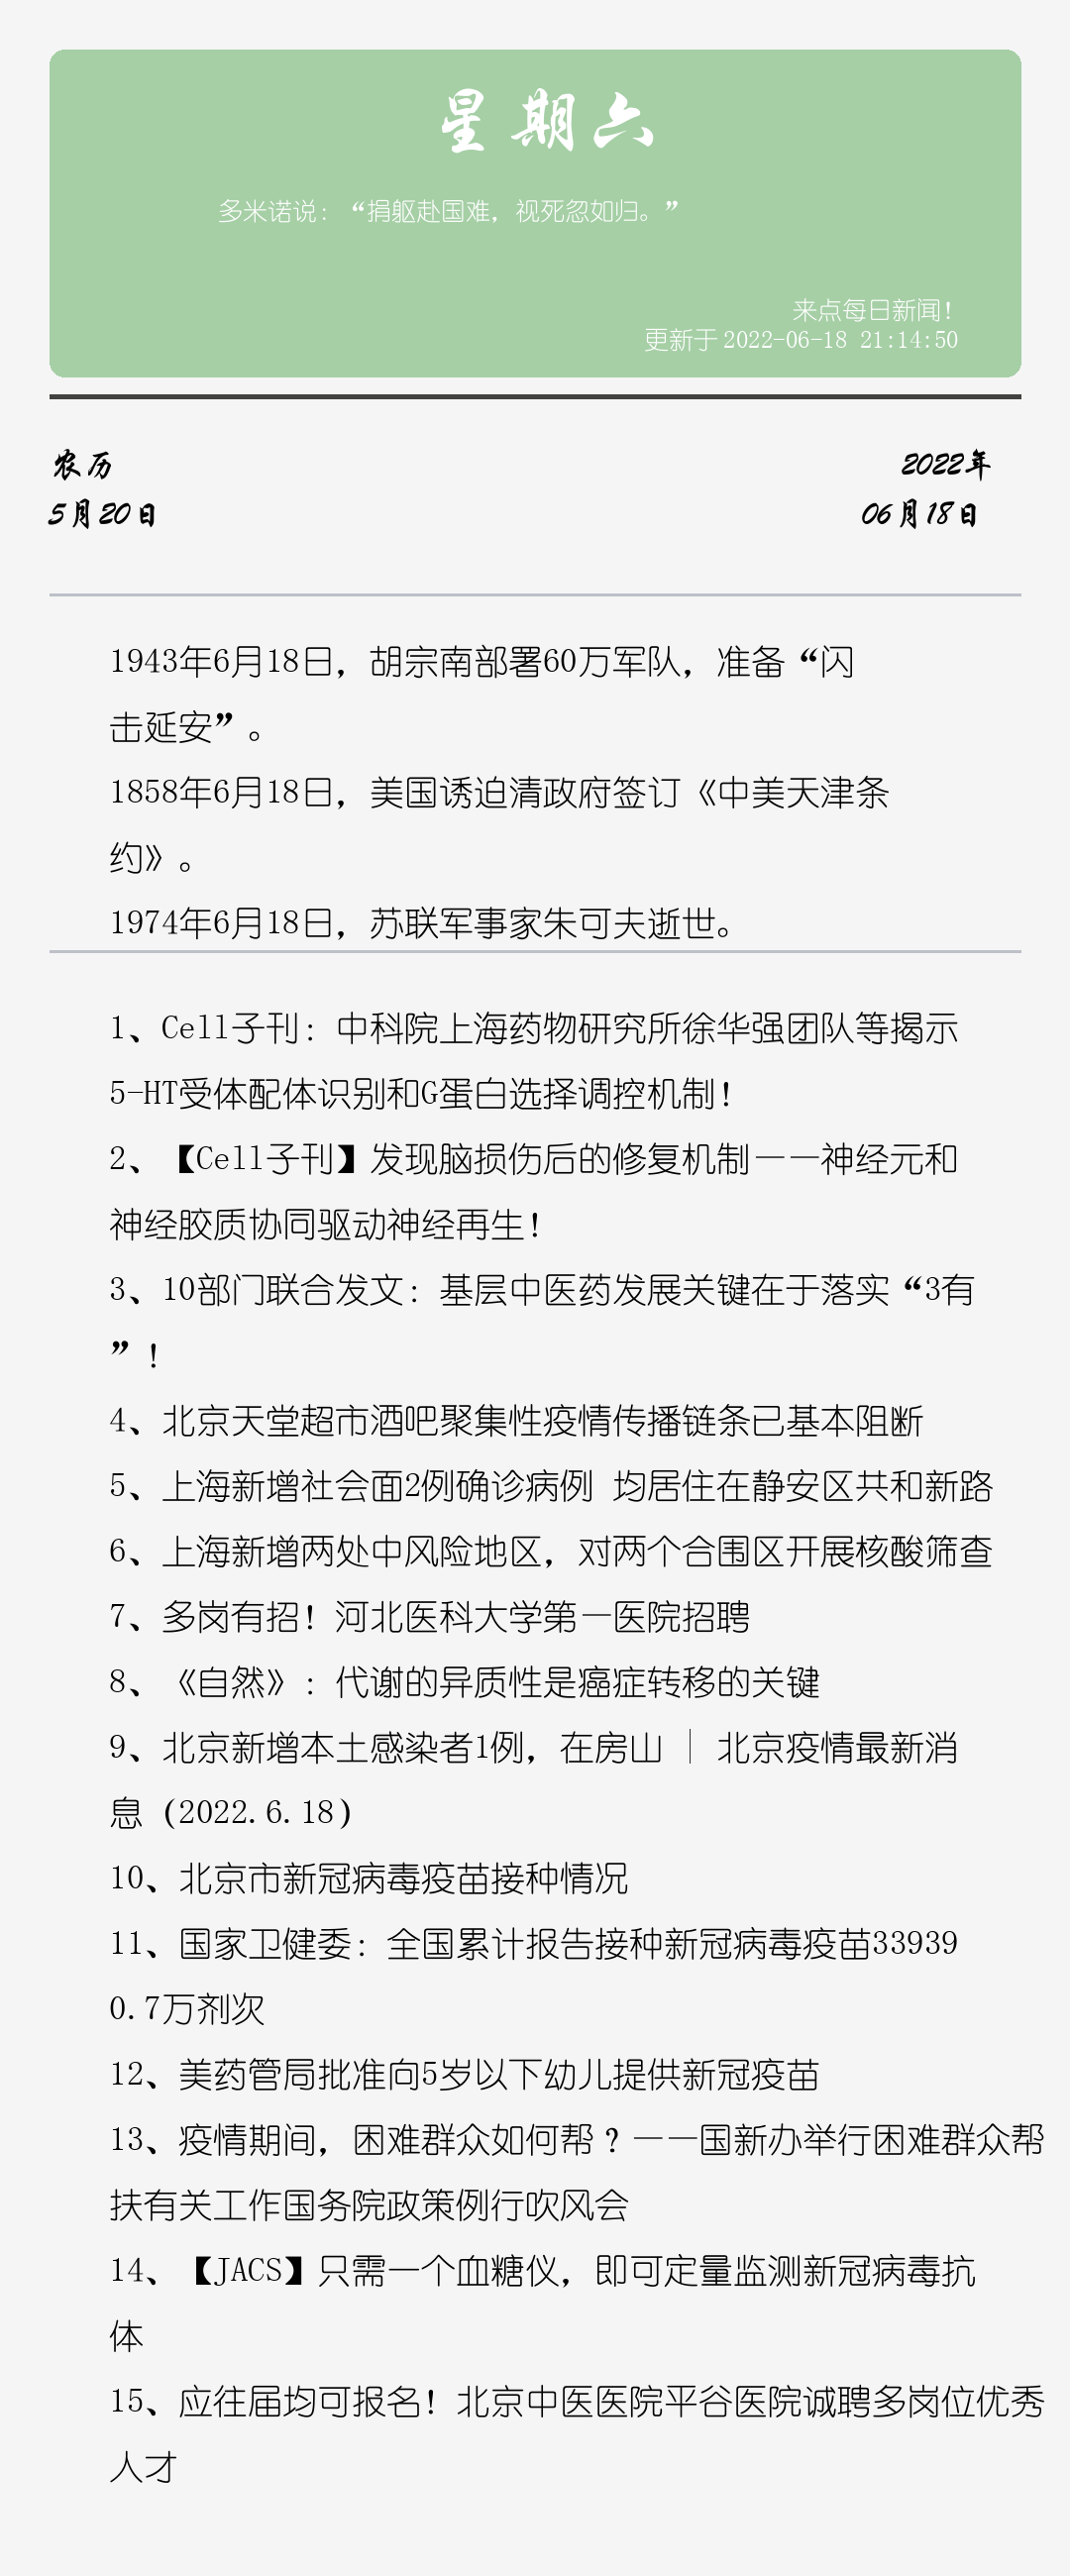 星期六
多米诺说：“捐躯赴国难，视死忽如归。”
来点每日新闻！
更新于 2022-06-18 21:14:50
农历
2022年
5月20日
06月18日
1943年6月18日，胡宗南部署60万军队，准备“闪
击延安”。
1858年6月18日，美国诱迫清政府签订《中美天津条
约》。
1974年6月18日，苏联军事家朱可夫逝世。
1、Cell子刊：中科院上海药物研究所徐华强团队等揭示
5-HT受体配体识别和G蛋白选择调控机制！
2、【Cell子刊】发现脑损伤后的修复机制——神经元和
神经胶质协同驱动神经再生！
3、10部门联合发文：基层中医药发展关键在于落实“3有
”！
4、北京天堂超市酒吧聚集性疫情传播链条已基本阻断
5、上海新增社会面2例确诊病例 均居住在静安区共和新路
6、上海新增两处中风险地区，对两个合围区开展核酸筛查
7、多岗有招！河北医科大学第一医院招聘
8、《自然》：代谢的异质性是癌症转移的关键
9、北京新增本土感染者1例，在房山｜北京疫情最新消
息（2022.6.18）
10、北京市新冠病毒疫苗接种情况
11、国家卫健委：全国累计报告接种新冠病毒疫苗33939
0.7万剂次
12、美药管局批准向5岁以下幼儿提供新冠疫苗
13、疫情期间，困难群众如何帮？——国新办举行困难群众帮
扶有关工作国务院政策例行吹风会
14、【JACS】只需一个血糖仪，即可定量监测新冠病毒抗
体
15、应往届均可报名！北京中医医院平谷医院诚聘多岗位优秀
人才